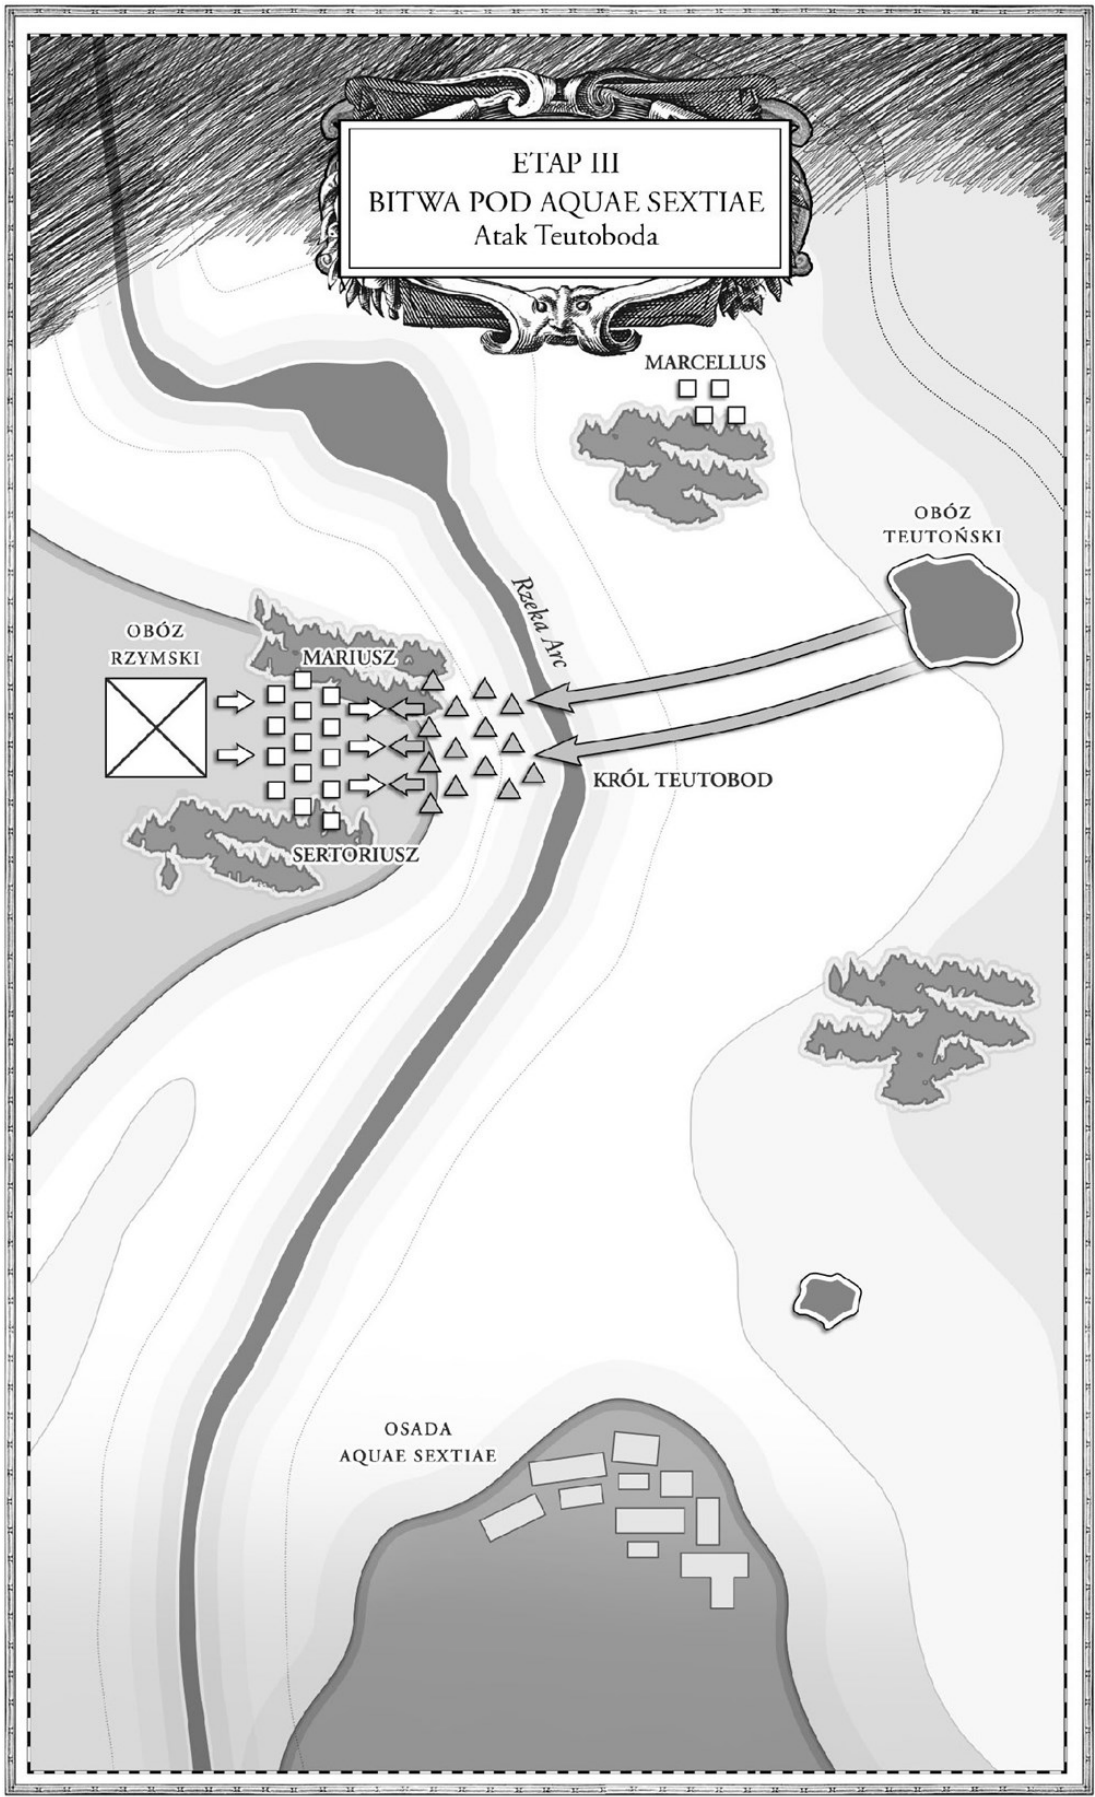 ETAP III
BITWA POD AQUAE SEXTIAE
Atak Teutoboda
MARCELLUS
OBÓZ
TEUTOŃSKI
Rzeka Arc
OBÓZ
RZYMSKI
MARIUSZ
KRÓL TEUTOBOD
SERTORIUSZ
OSADA
AQUAE SEXTIAE